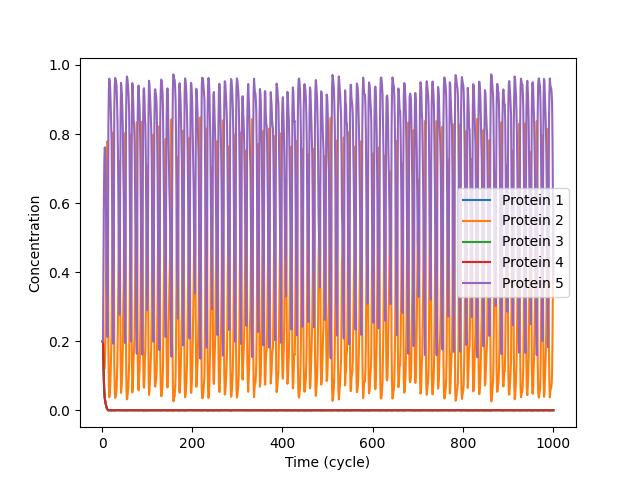 1.0
0.8
0.6
0.4
0.2
0.0
Concentration
Protein 1
Protein 2
Protein 3
Protein 4
Protein 5
0 200 400 600 800 1000
Time (cycle)